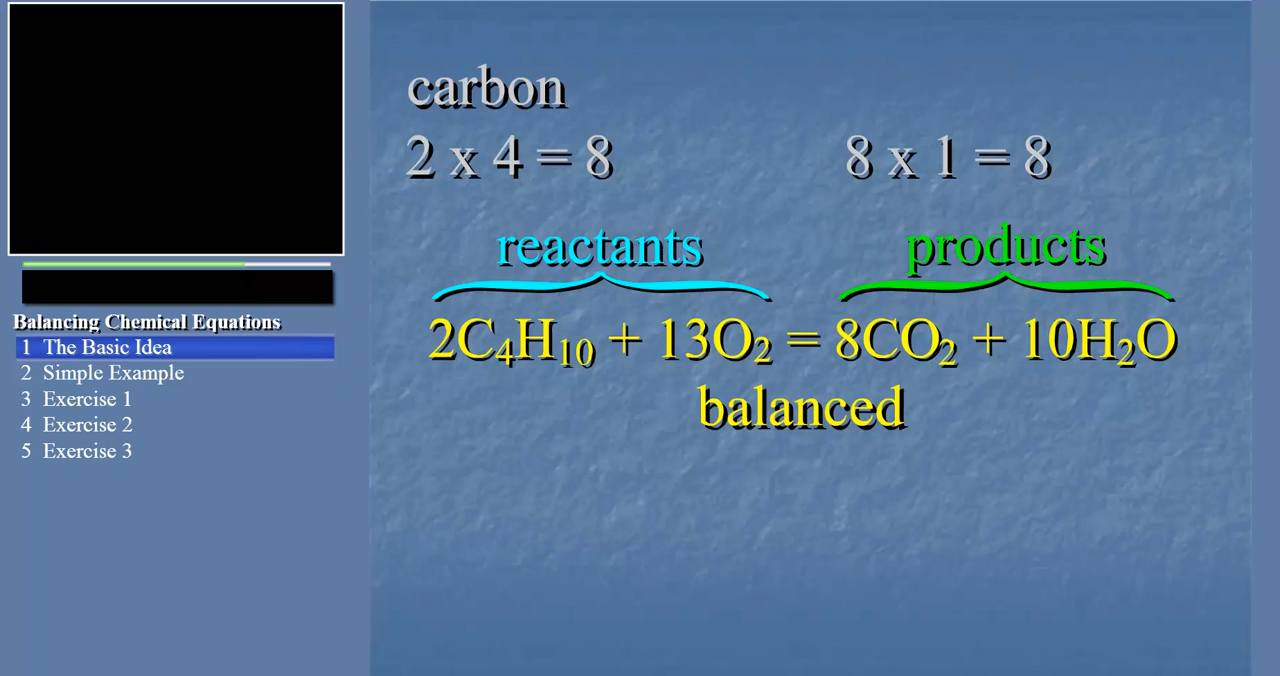 Balancing Chemical Equations
1 The Basic Idea
2 Simple Example
3 Exercise 1
4 Exercise 2
5 Exercise 3
carbon
2 x 4 = 8 8 x 1 = 8
reactants products
2C₄H₁₀ + 13O₂ = 8CO₂ + 10H₂O
balanced